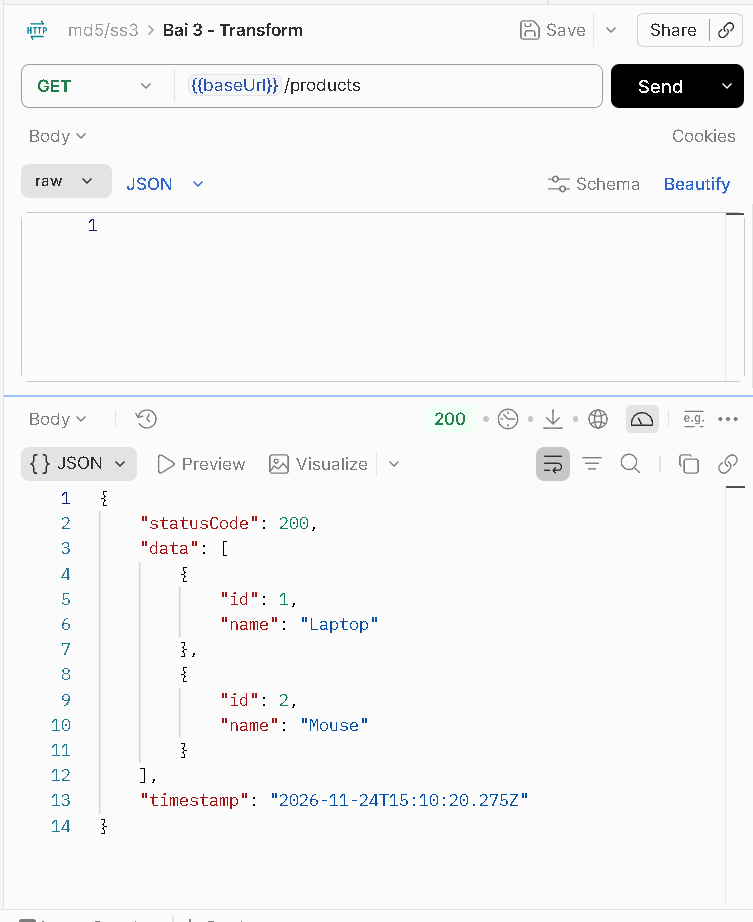 HTTP md5/ss3 > Bai 3 - Transform Save Share
GET {{baseUrl}} /products Send
Body Cookies
raw JSON Schema Beautify
1
Body 200 e.g.
{} JSON Preview Visualize
1 {
2 "statusCode": 200,
3 "data": [
4 {
5 "id": 1,
6 "name": "Laptop"
7 },
8 {
9 "id": 2,
10 "name": "Mouse"
11 }
12 ],
13 "timestamp": "2026-11-24T15:10:20.275Z"
14 }